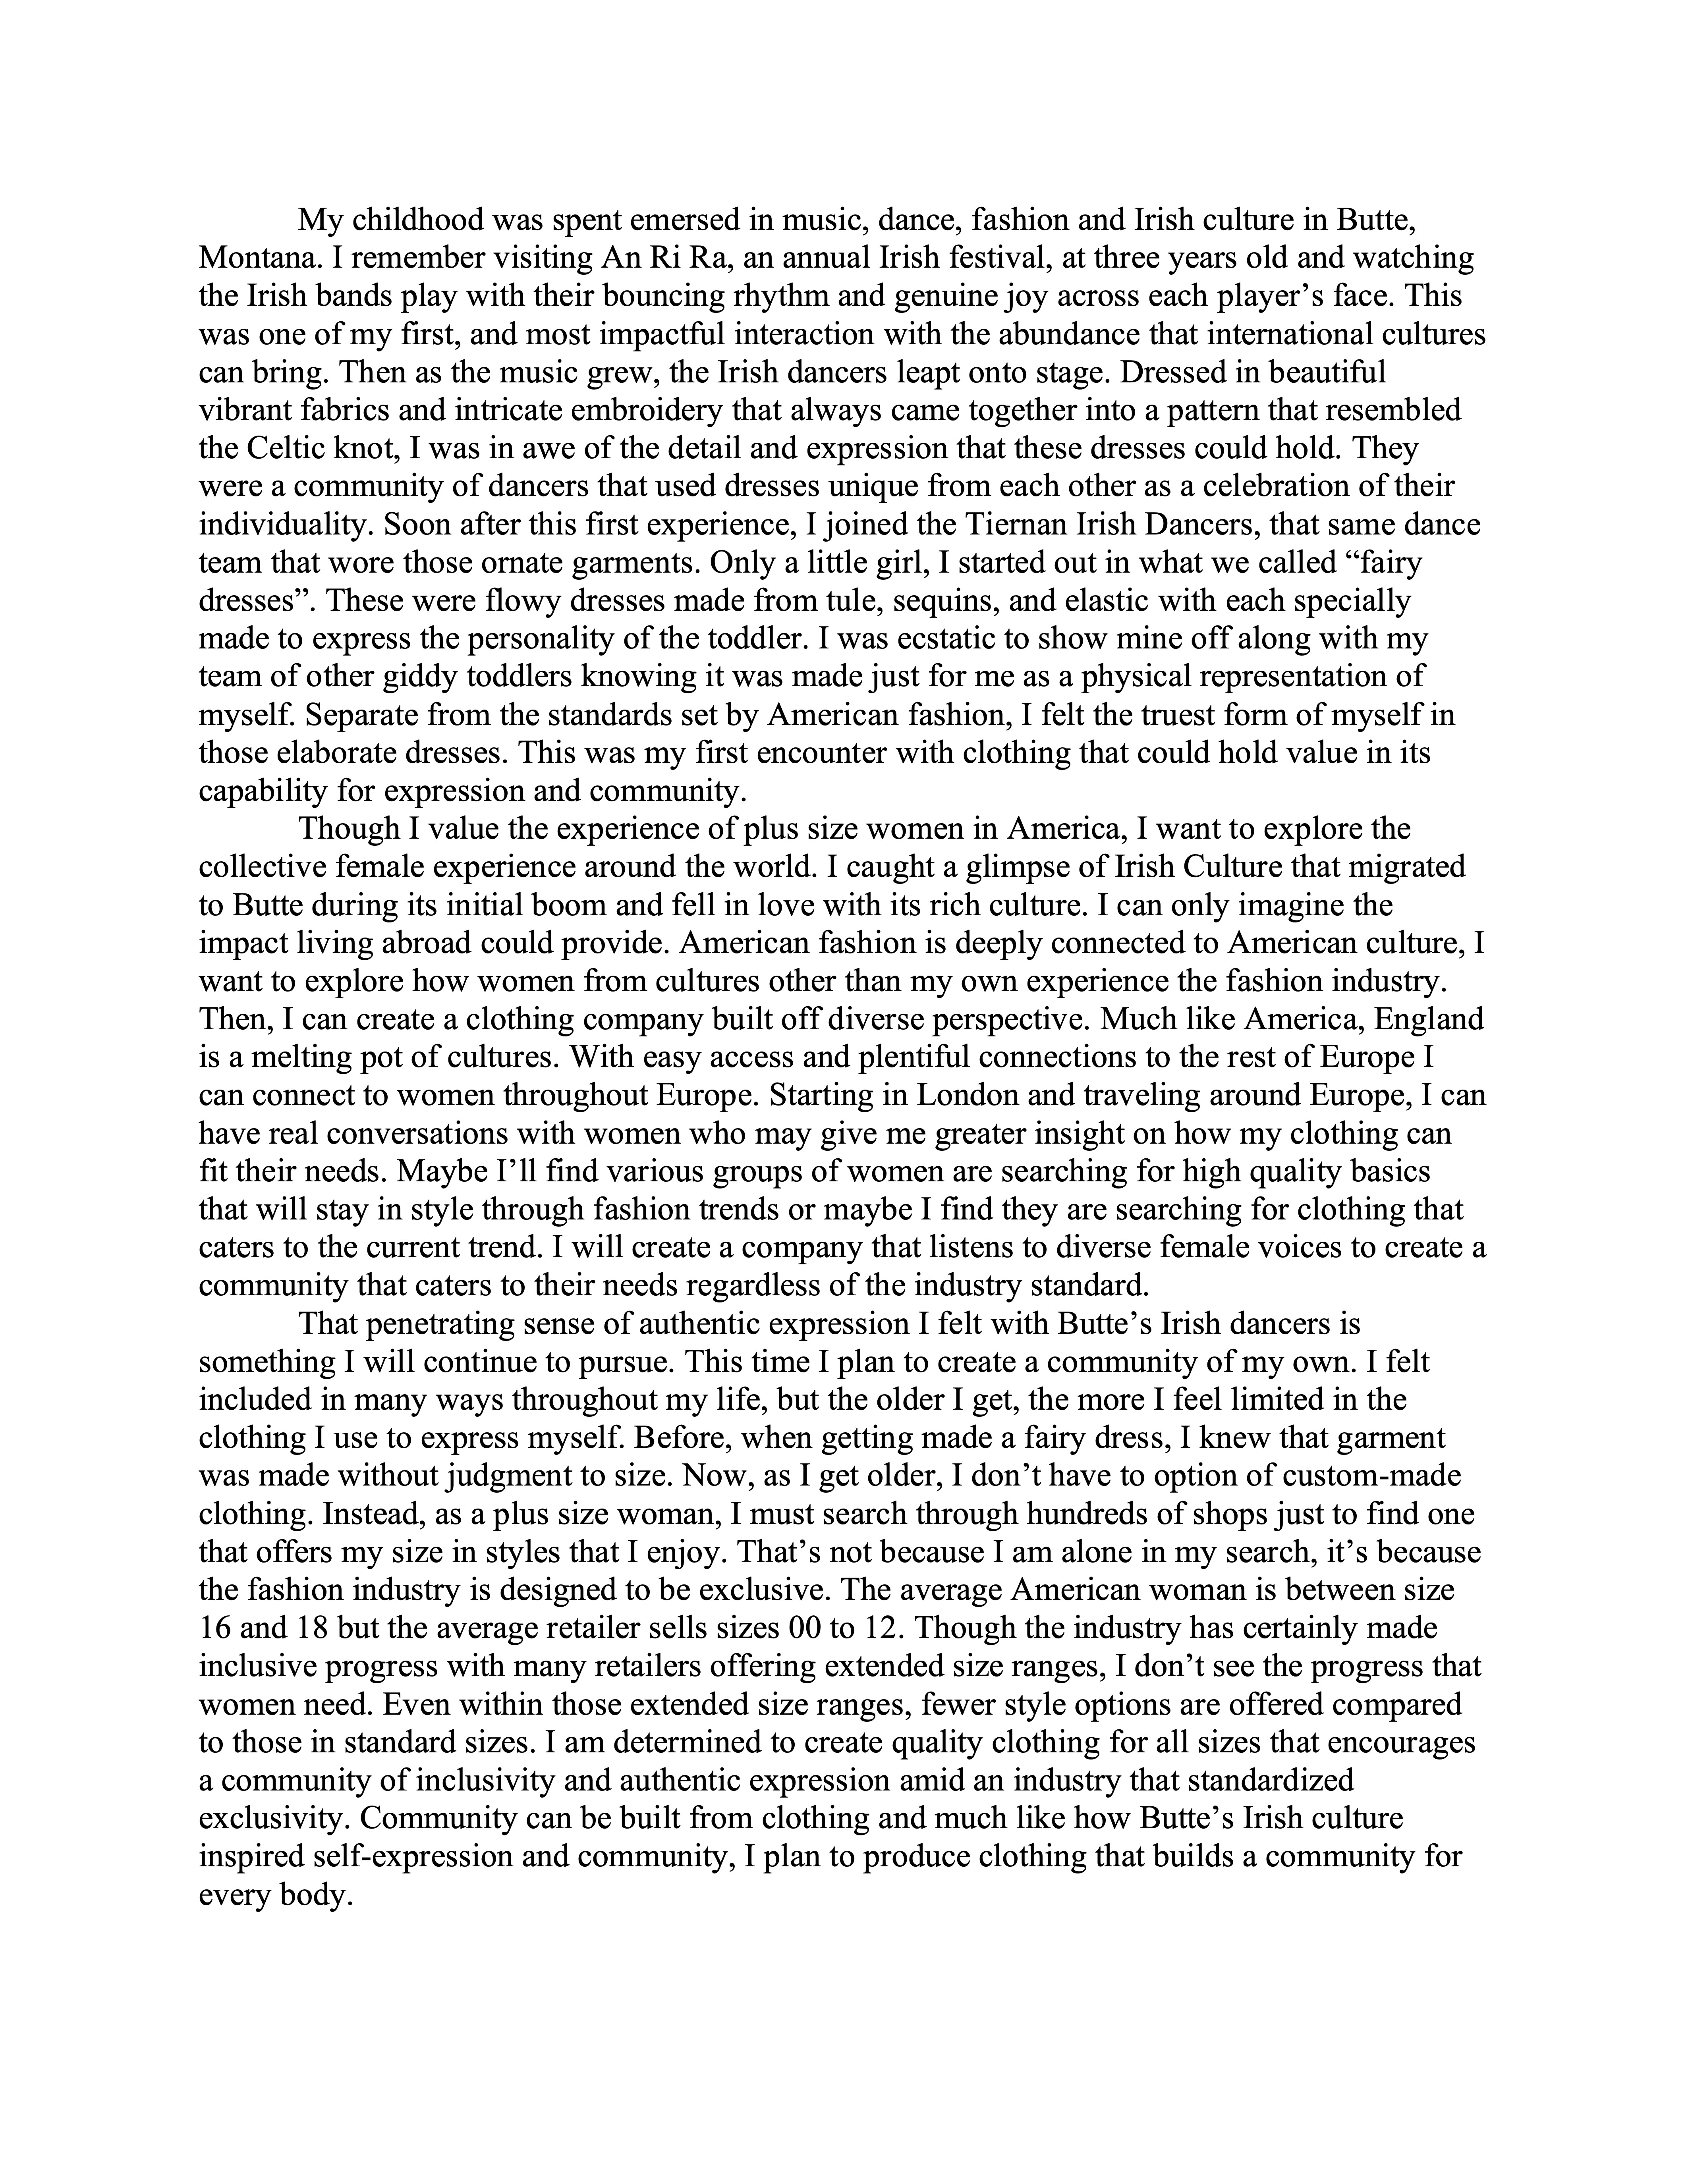 My childhood was spent emersed in music, dance, fashion and Irish culture in Butte,
Montana. I remember visiting An Ri Ra, an annual Irish festival, at three years old and watching
the Irish bands play with their bouncing rhythm and genuine joy across each player’s face. This
was one of my first, and most impactful interaction with the abundance that international cultures
can bring. Then as the music grew, the Irish dancers leapt onto stage. Dressed in beautiful
vibrant fabrics and intricate embroidery that always came together into a pattern that resembled
the Celtic knot, I was in awe of the detail and expression that these dresses could hold. They
were a community of dancers that used dresses unique from each other as a celebration of their
individuality. Soon after this first experience, I joined the Tiernan Irish Dancers, that same dance
team that wore those ornate garments. Only a little girl, I started out in what we called “fairy
dresses”. These were flowy dresses made from tule, sequins, and elastic with each specially
made to express the personality of the toddler. I was ecstatic to show mine off along with my
team of other giddy toddlers knowing it was made just for me as a physical representation of
myself. Separate from the standards set by American fashion, I felt the truest form of myself in
those elaborate dresses. This was my first encounter with clothing that could hold value in its
capability for expression and community.
Though I value the experience of plus size women in America, I want to explore the
collective female experience around the world. I caught a glimpse of Irish Culture that migrated
to Butte during its initial boom and fell in love with its rich culture. I can only imagine the
impact living abroad could provide. American fashion is deeply connected to American culture, I
want to explore how women from cultures other than my own experience the fashion industry.
Then, I can create a clothing company built off diverse perspective. Much like America, England
is a melting pot of cultures. With easy access and plentiful connections to the rest of Europe I
can connect to women throughout Europe. Starting in London and traveling around Europe, I can
have real conversations with women who may give me greater insight on how my clothing can
fit their needs. Maybe I’ll find various groups of women are searching for high quality basics
that will stay in style through fashion trends or maybe I find they are searching for clothing that
caters to the current trend. I will create a company that listens to diverse female voices to create a
community that caters to their needs regardless of the industry standard.
That penetrating sense of authentic expression I felt with Butte’s Irish dancers is
something I will continue to pursue. This time I plan to create a community of my own. I felt
included in many ways throughout my life, but the older I get, the more I feel limited in the
clothing I use to express myself. Before, when getting made a fairy dress, I knew that garment
was made without judgment to size. Now, as I get older, I don’t have to option of custom-made
clothing. Instead, as a plus size woman, I must search through hundreds of shops just to find one
that offers my size in styles that I enjoy. That’s not because I am alone in my search, it’s because
the fashion industry is designed to be exclusive. The average American woman is between size
16 and 18 but the average retailer sells sizes 00 to 12. Though the industry has certainly made
inclusive progress with many retailers offering extended size ranges, I don’t see the progress that
women need. Even within those extended size ranges, fewer style options are offered compared
to those in standard sizes. I am determined to create quality clothing for all sizes that encourages
a community of inclusivity and authentic expression amid an industry that standardized
exclusivity. Community can be built from clothing and much like how Butte’s Irish culture
inspired self-expression and community, I plan to produce clothing that builds a community for
every body.